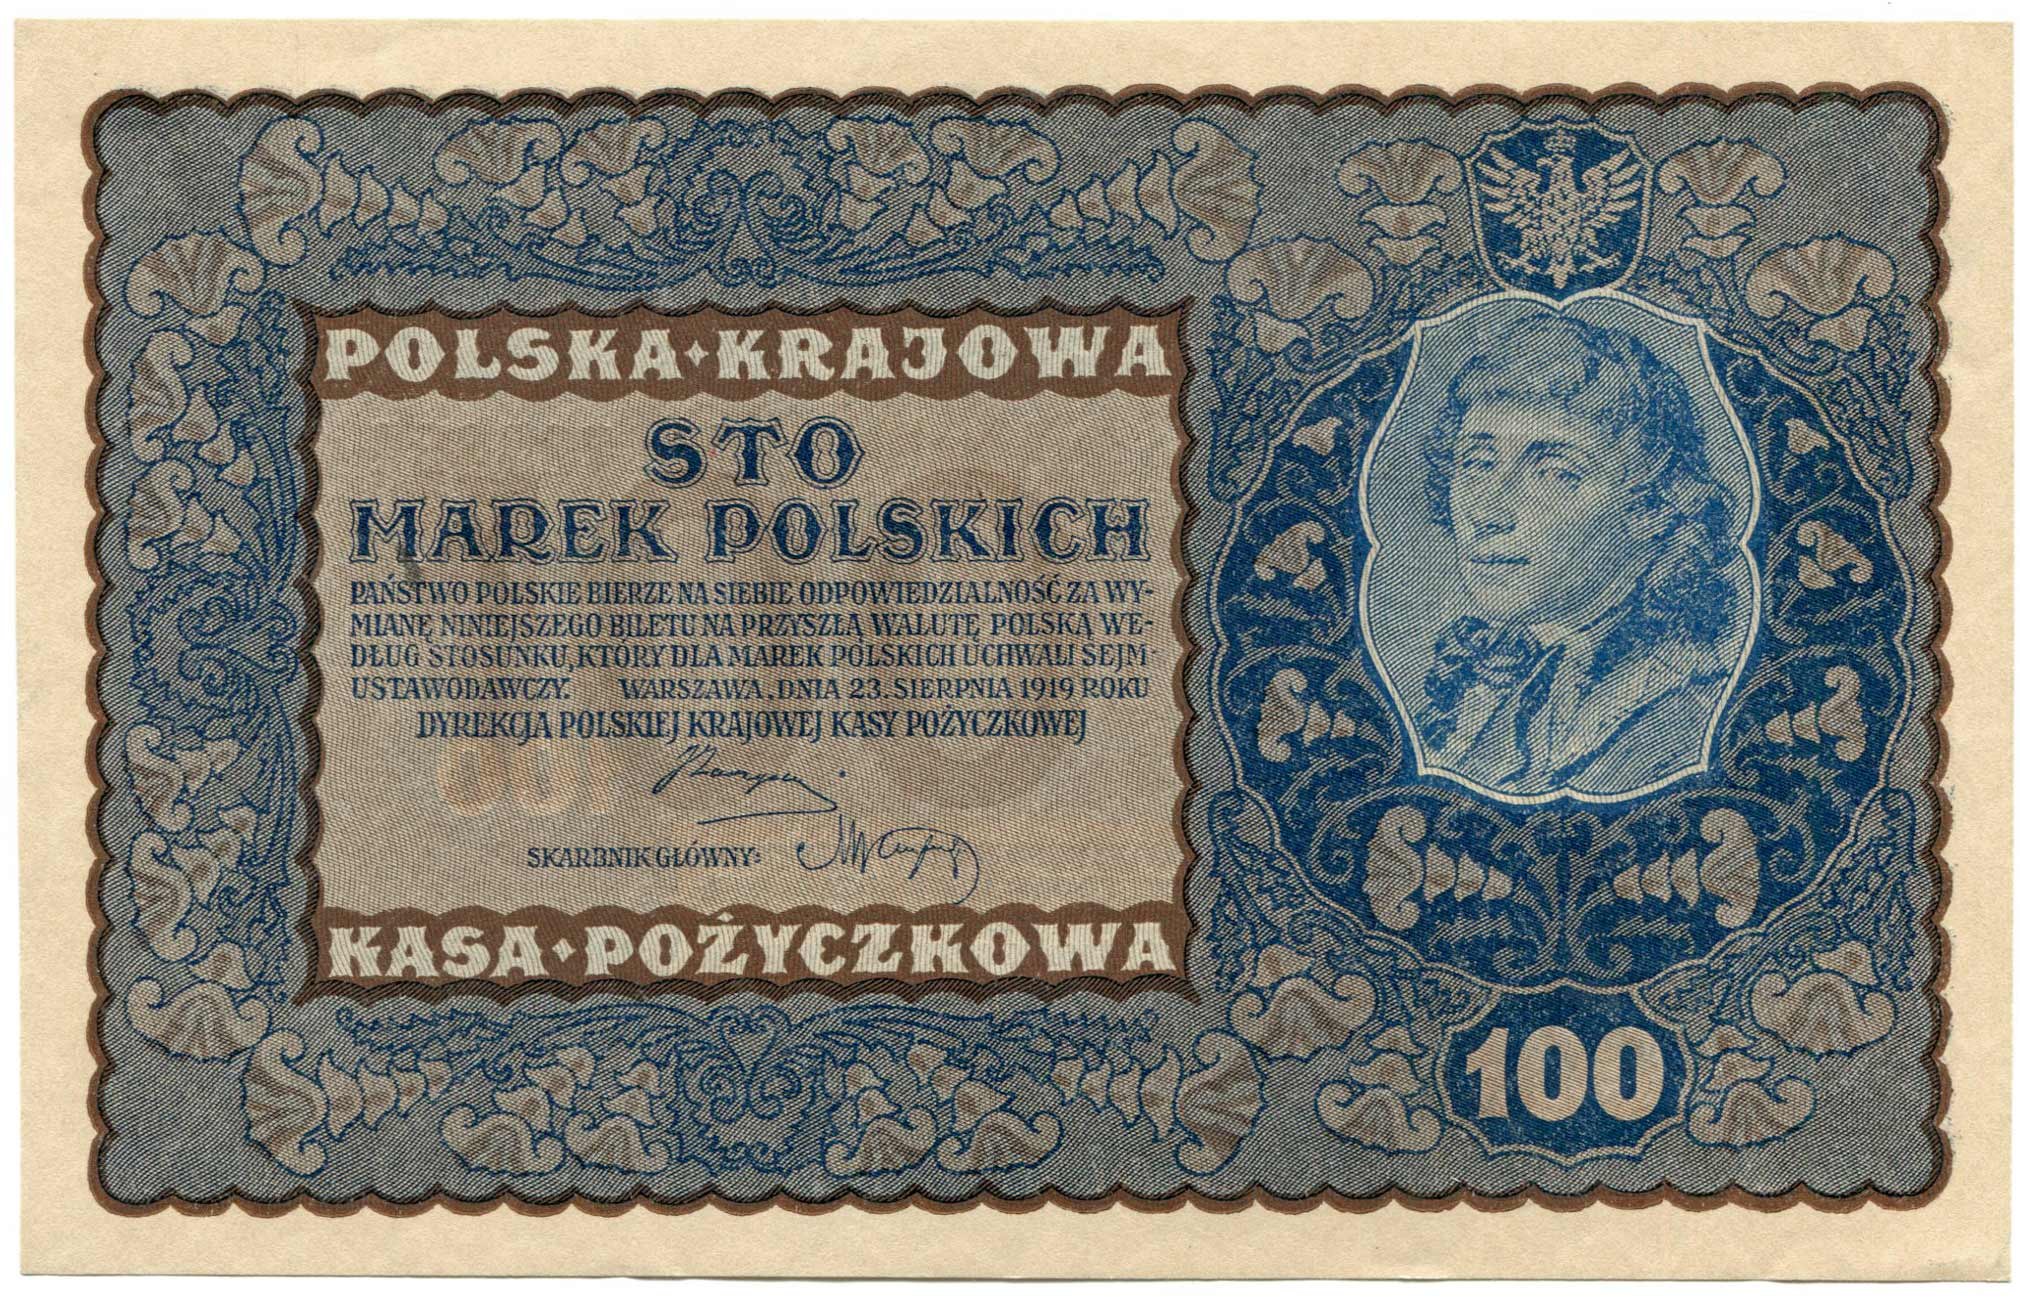 POLSKA·KRAJOWA
STO
MAREK POLSKICH
PAŃSTWO POLSKIE BIERZE NA SIEBIE ODPOWIEDZIALNOŚĆ ZA WY-
MIANĘ NINIEJSZEGO BILETU NA PRZYSZŁĄ WALUTĘ POLSKĄ WE-
DŁUG STOSUNKU, KTÓRY DLA MAREK POLSKICH UCHWALI SEJM-
USTAWODAWCZY. WARSZAWA. DNIA 23. SIERPNIA 1919 ROKU
DYREKCJA POLSKIEJ KRAJOWEJ KASY POŻYCZKOWEJ
SKARBNIK GŁÓWNY:
KASA·POŻYCZKOWA
100